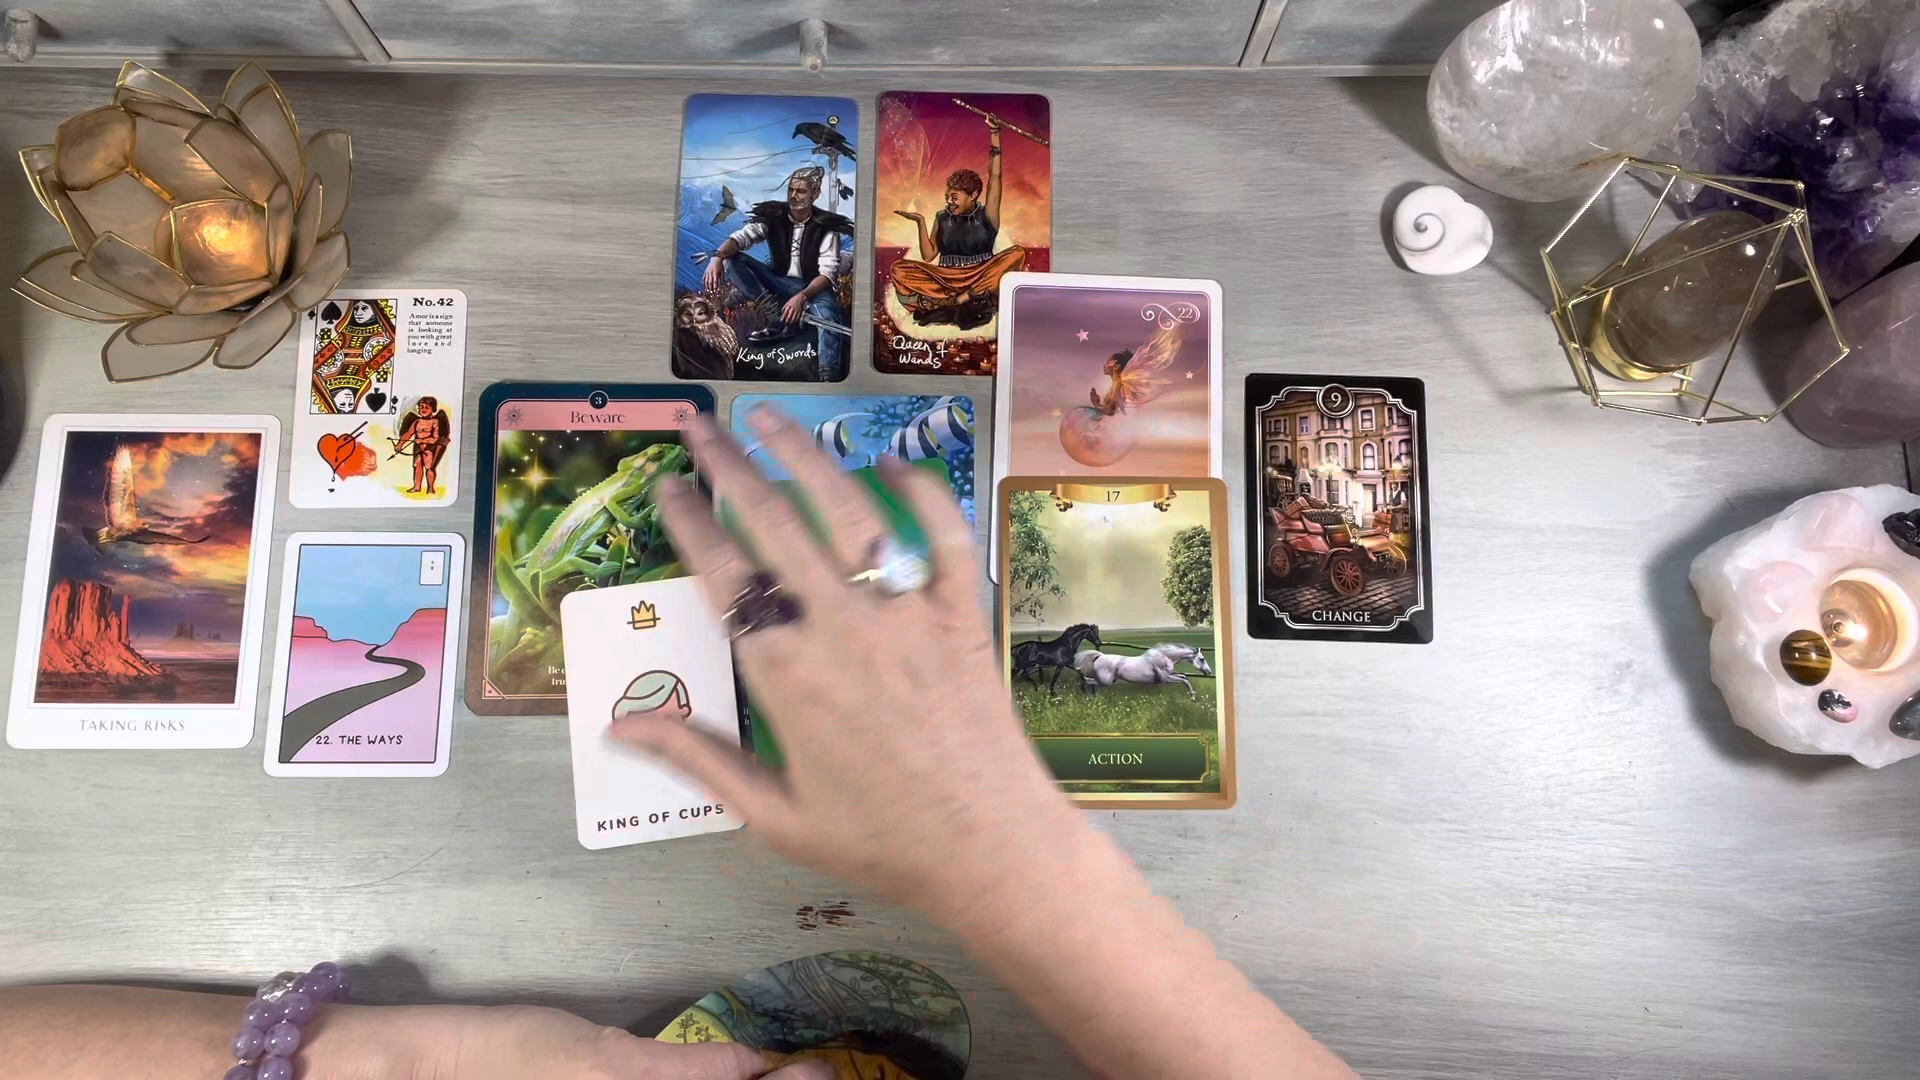 King of Swords
Queen of
Wands
22
No.42
Amor is a sign
that someone
is looking at
you with great
love and
longing
9
CHANGE
3
Beware
Be
TAKING RISKS
22. THE WAYS
KING OF CUPS
17
ACTION